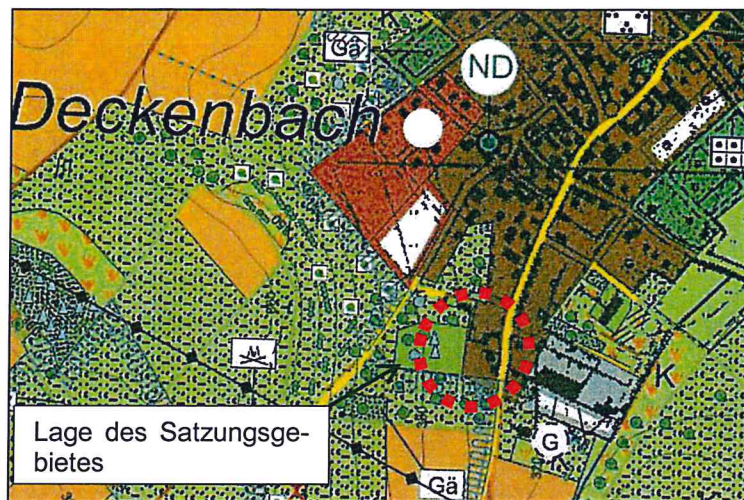 Gä
ND
Deckenbach
K
Lage des Satzungsge-
bietes
G
Gä